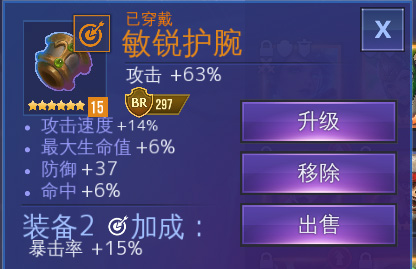 已穿戴
敏锐护腕
X
攻击 +63%
15
BR 297
• 攻击速度 +14%
• 最大生命值 +6%
• 防御 +37
• 命中 +6%
升级
移除
出售
装备2 加成：
暴击率 +15%